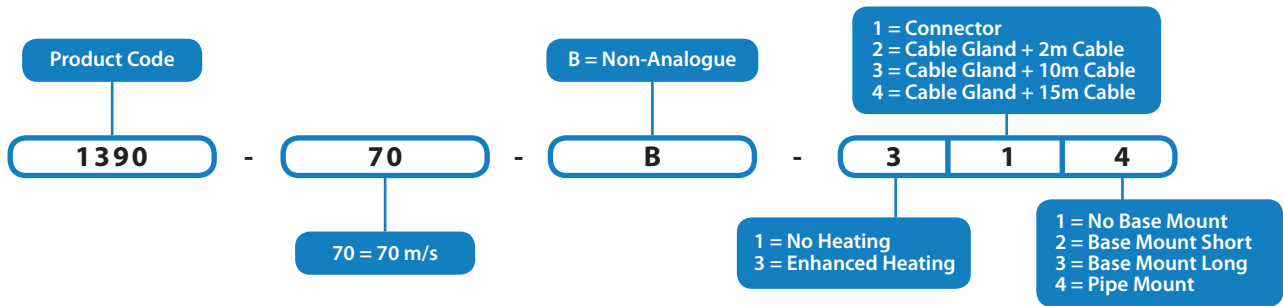 1 = Connector
2 = Cable Gland + 2m Cable
3 = Cable Gland + 10m Cable
4 = Cable Gland + 15m Cable
Product Code
B = Non-Analogue
1390 - 70 - B - 3 1 4
70 = 70 m/s
1 = No Heating
3 = Enhanced Heating
1 = No Base Mount
2 = Base Mount Short
3 = Base Mount Long
4 = Pipe Mount